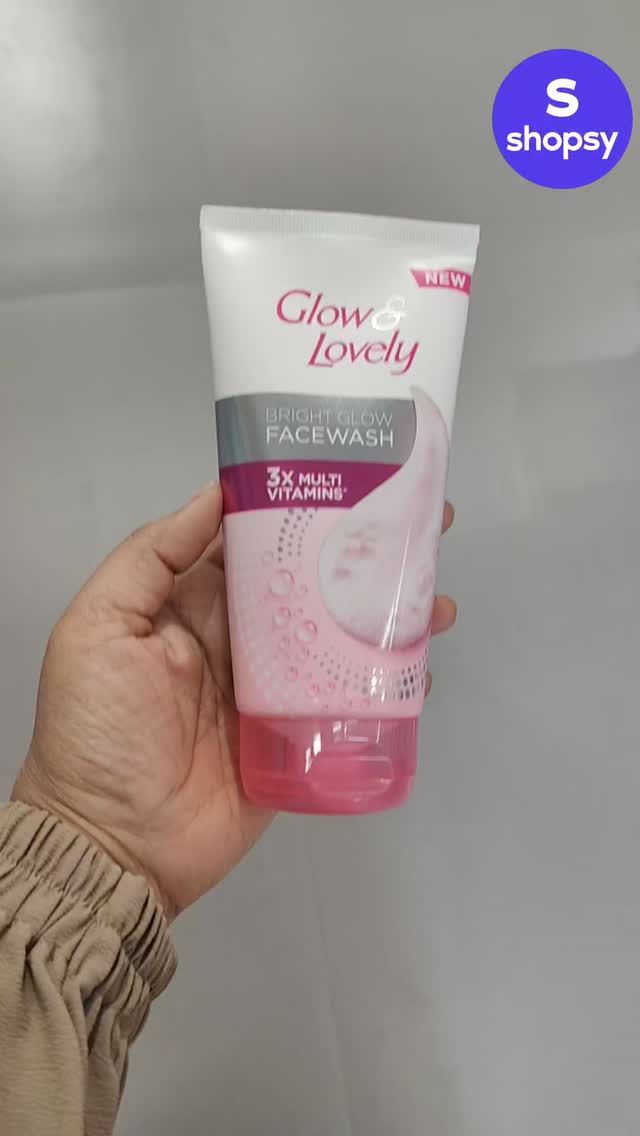 S
shopsy
NEW
Glow &
Lovely
BRIGHT GLOW
FACEWASH
3X MULTI
VITAMINS*